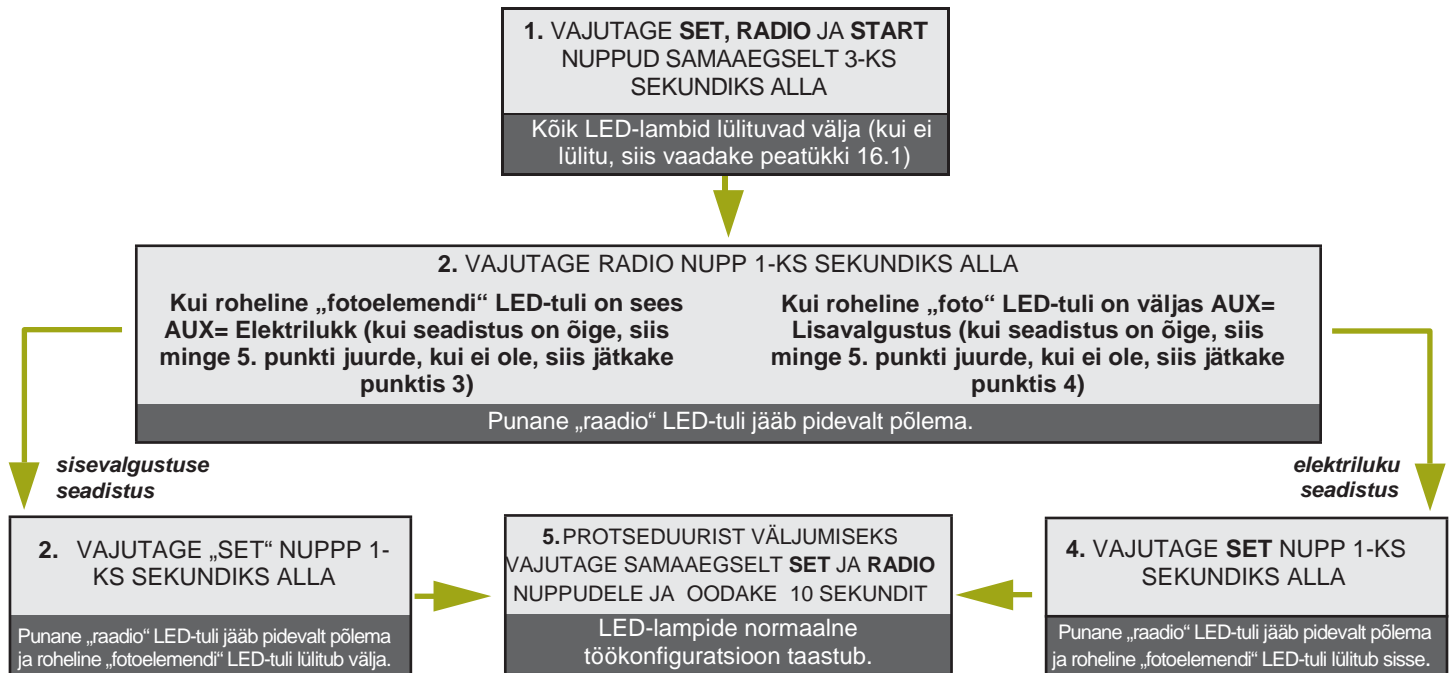 1. VAJUTAGE SET, RADIO JA START
NUPPUD SAMAAEGSELT 3-KS
SEKUNDIKS ALLA
Kõik LED-lambid lülituvad välja (kui ei
lülitu, siis vaadake peatükki 16.1)
2. VAJUTAGE RADIO NUPP 1-KS SEKUNDIKS ALLA
Kui roheline „fotoelemendi“ LED-tuli on sees
AUX= Elektrilukk (kui seadistus on õige, siis
minge 5. punkti juurde, kui ei ole, siis jätkake
punktis 3)
Kui roheline „foto“ LED-tuli on väljas AUX=
Lisavalgustus (kui seadistus on õige, siis
minge 5. punkti juurde, kui ei ole, siis jätkake
punktis 4)
Punane „raadio“ LED-tuli jääb pidevalt põlema.
sisevalgustuse
seadistus
elektriluku
seadistus
2. VAJUTAGE „SET“ NUPPP 1-
KS SEKUNDIKS ALLA
Punane „raadio“ LED-tuli jääb pidevalt põlema
ja roheline „fotoelemendi“ LED-tuli lülitub välja.
5.PROTSEDUURIST VÄLJUMISEKS
VAJUTAGE SAMAAEGSELT SET JA RADIO
NUPPUDELE JA OODAKE 10 SEKUNDIT
LED-lampide normaalne
töökonfiguratsioon taastub.
4. VAJUTAGE SET NUPP 1-KS
SEKUNDIKS ALLA
Punane „raadio“ LED-tuli jääb pidevalt põlema
ja roheline „fotoelemendi“ LED-tuli lülitub sisse.